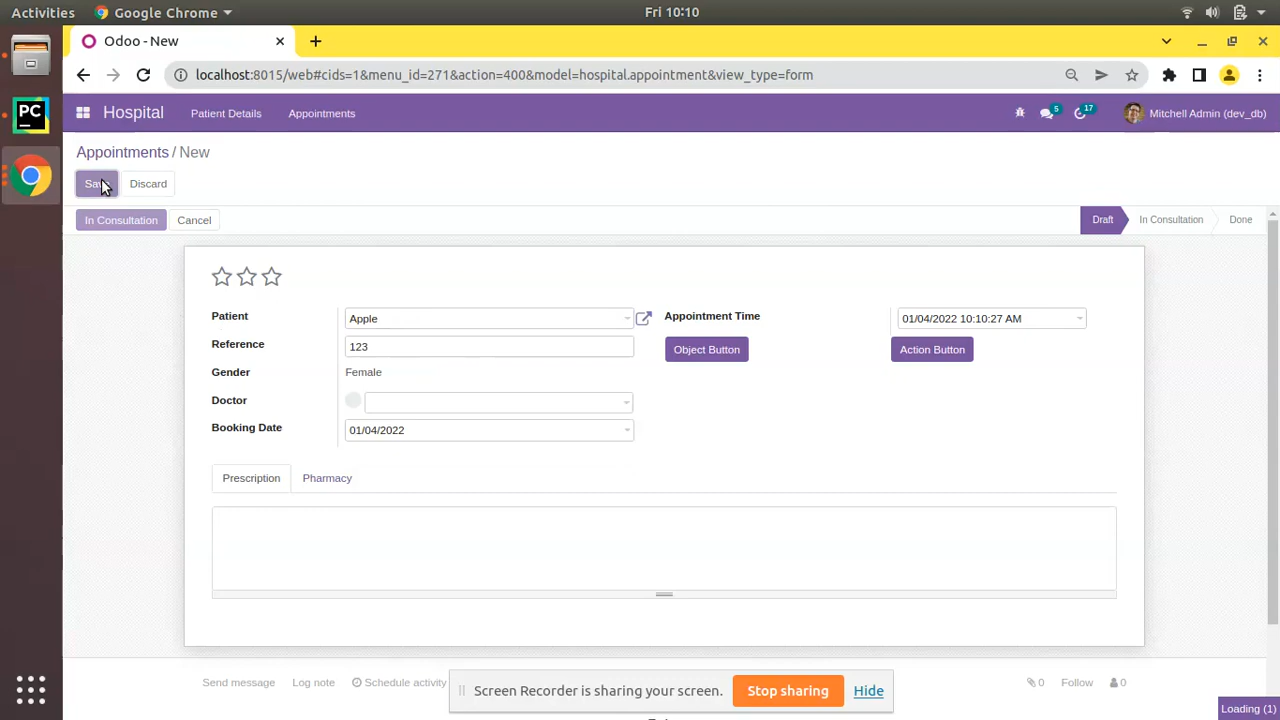 Activities Google Chrome Fri 10:10
Odoo - New
localhost:8015/web#cids=1&menu_id=271&action=400&model=hospital.appointment&view_type=form
PC
Hospital Patient Details Appointments 5 17 Mitchell Admin (dev_db)
Appointments / New
Discard
In Consultation Cancel Draft In Consultation Done
Patient Apple Appointment Time 01/04/2022 10:10:27 AM
Reference 123 Object Button Action Button
Gender Female
Doctor
Booking Date 01/04/2022
Prescription Pharmacy
Send message Log note Schedule activity 0 Follow 0
Screen Recorder is sharing your screen. Stop sharing Hide
Loading (1)